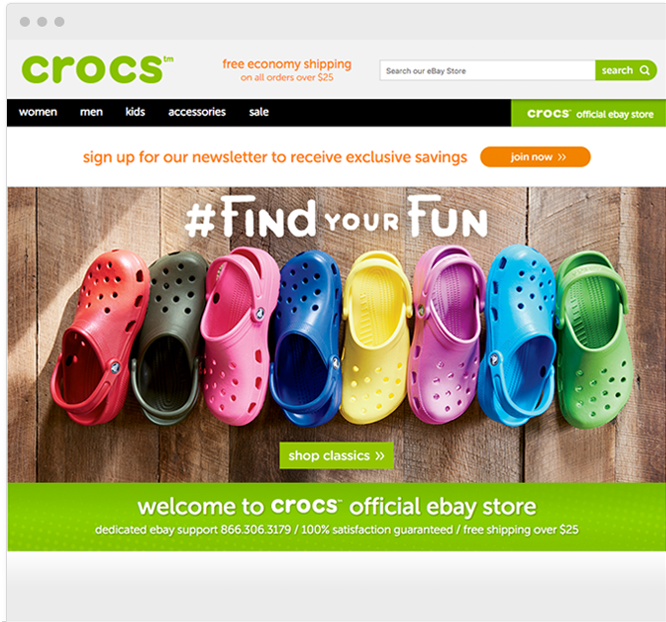 crocs™
free economy shipping
on all orders over $25
Search our eBay Store
search
women men kids accessories sale
crocs™ official ebay store
sign up for our newsletter to receive exclusive savings
join now »
#FIND YOUR FUN
shop classics »
welcome to crocs™ official ebay store
dedicated ebay support 866.306.3179 / 100% satisfaction guaranteed / free shipping over $25